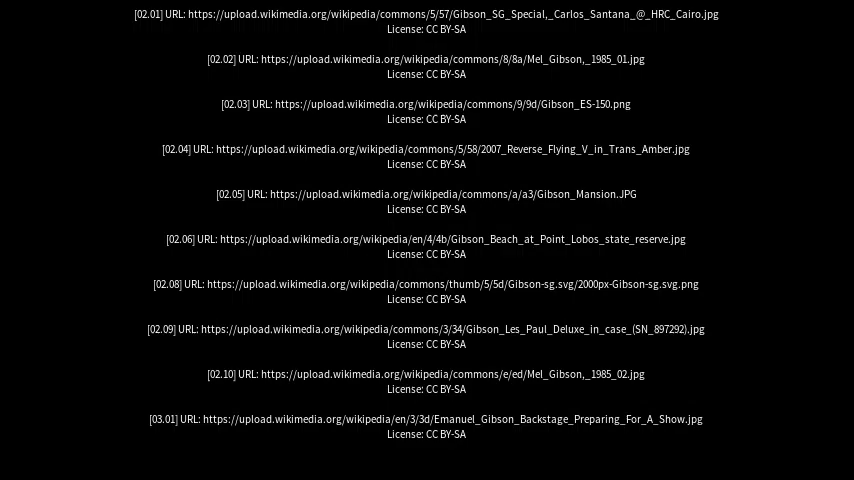 [02.01] URL: https://upload.wikimedia.org/wikipedia/commons/5/57/Gibson_SG_Special,_Carlos_Santana_@_HRC_Cairo.jpg
License: CC BY-SA
[02.02] URL: https://upload.wikimedia.org/wikipedia/commons/8/8a/Mel_Gibson,_1985_01.jpg
License: CC BY-SA
[02.03] URL: https://upload.wikimedia.org/wikipedia/commons/9/9d/Gibson_ES-150.png
License: CC BY-SA
[02.04] URL: https://upload.wikimedia.org/wikipedia/commons/5/58/2007_Reverse_Flying_V_in_Trans_Amber.jpg
License: CC BY-SA
[02.05] URL: https://upload.wikimedia.org/wikipedia/commons/a/a3/Gibson_Mansion.JPG
License: CC BY-SA
[02.06] URL: https://upload.wikimedia.org/wikipedia/en/4/4b/Gibson_Beach_at_Point_Lobos_state_reserve.jpg
License: CC BY-SA
[02.08] URL: https://upload.wikimedia.org/wikipedia/commons/thumb/5/5d/Gibson-sg.svg/2000px-Gibson-sg.svg.png
License: CC BY-SA
[02.09] URL: https://upload.wikimedia.org/wikipedia/commons/3/34/Gibson_Les_Paul_Deluxe_in_case_(SN_897292).jpg
License: CC BY-SA
[02.10] URL: https://upload.wikimedia.org/wikipedia/commons/e/ed/Mel_Gibson,_1985_02.jpg
License: CC BY-SA
[03.01] URL: https://upload.wikimedia.org/wikipedia/en/3/3d/Emanuel_Gibson_Backstage_Preparing_For_A_Show.jpg
License: CC BY-SA